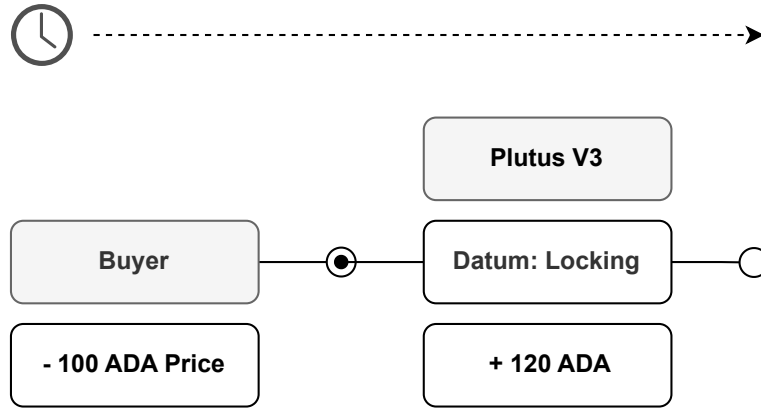 Plutus V3
Buyer
Datum: Locking
- 100 ADA Price
+ 120 ADA